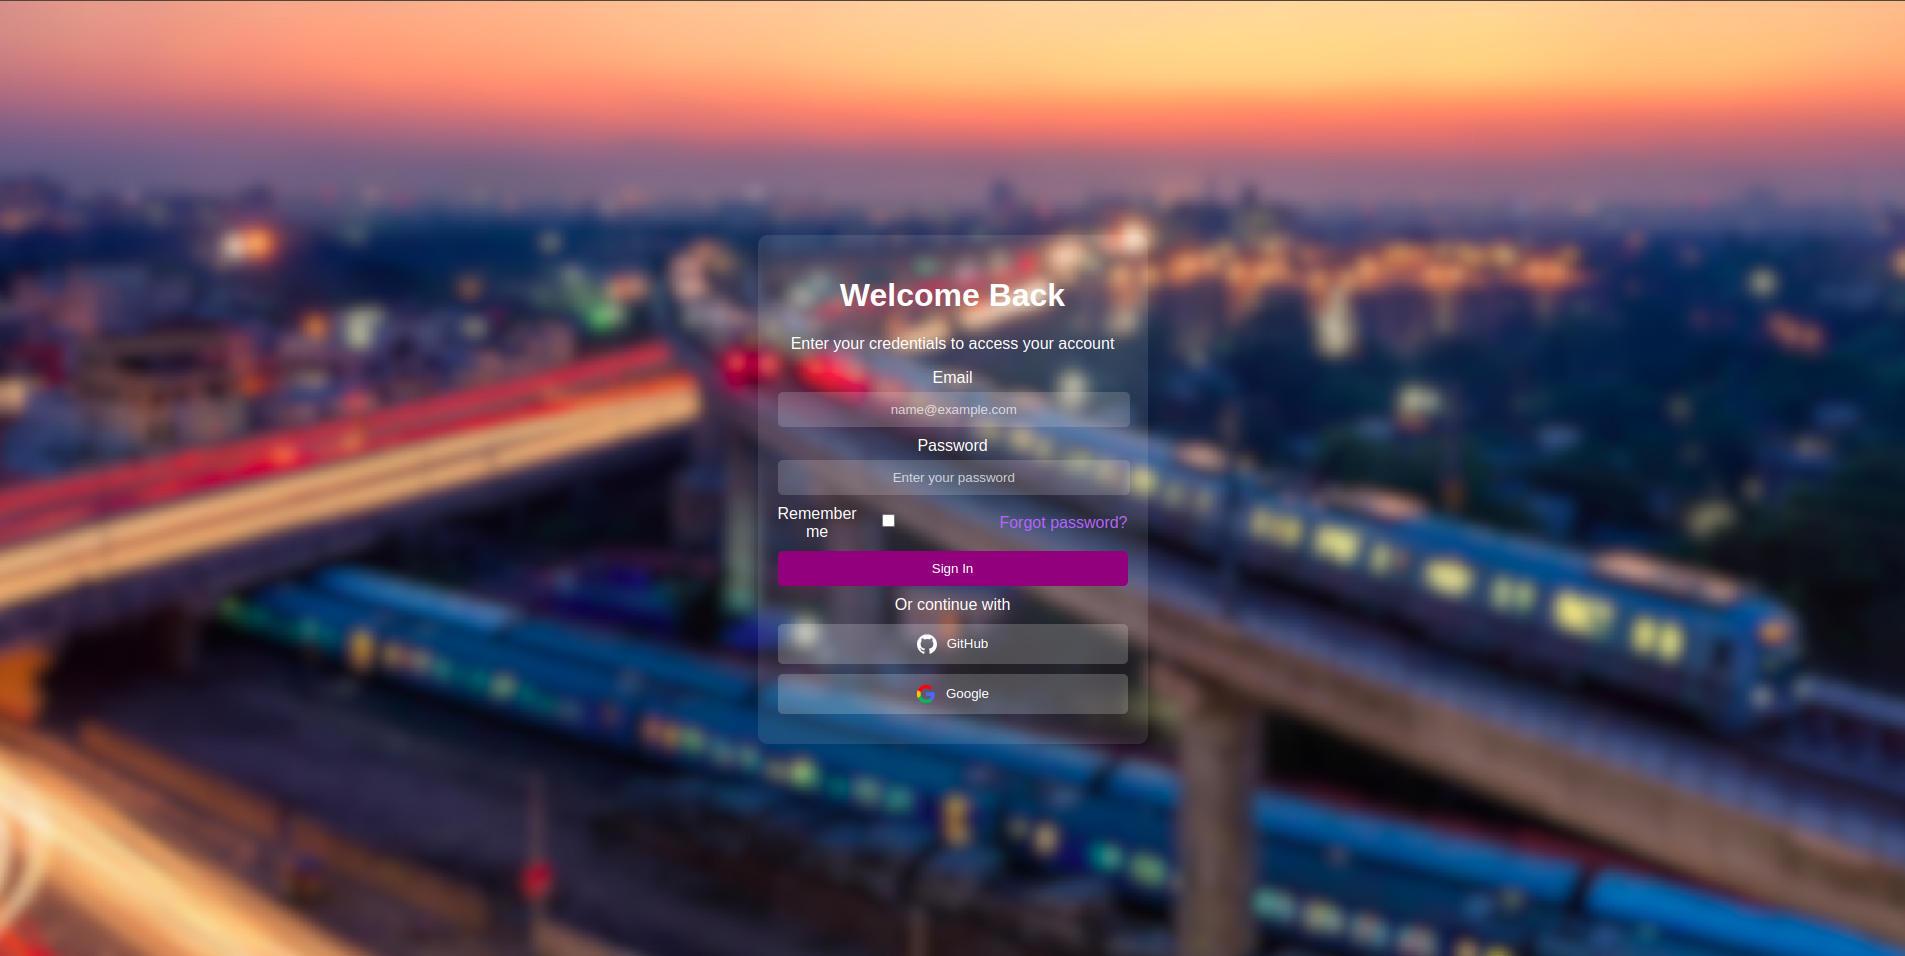 Welcome Back
Enter your credentials to access your account
Email
name@example.com
Password
Enter your password
Remember
me
Forgot password?
Sign In
Or continue with
GitHub
Google